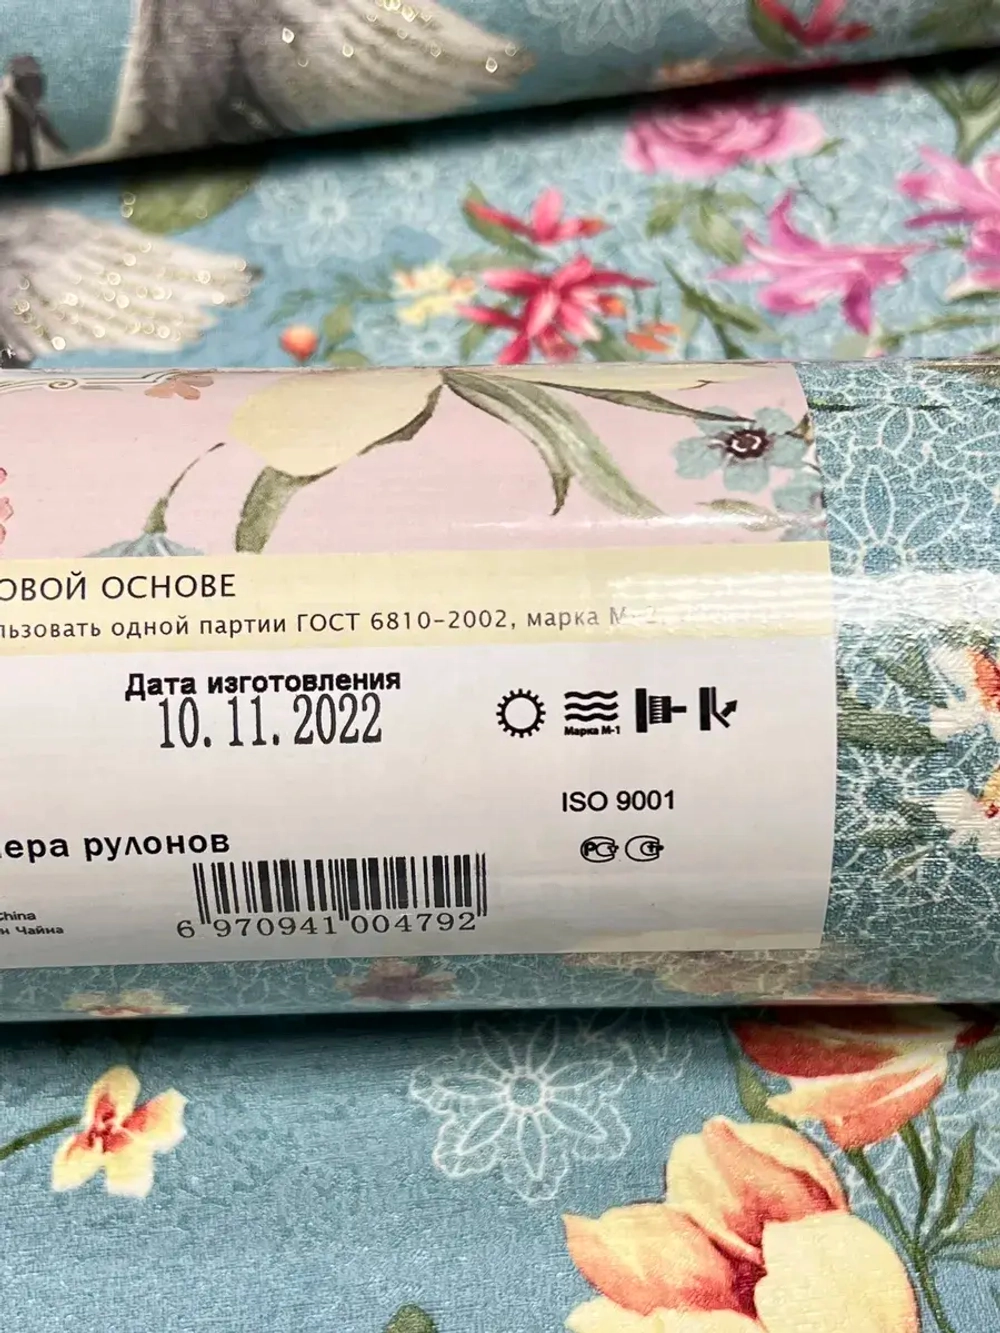 ОВОЙ ОСНОВЕ
льзовать одной партии ГОСТ 6810-2002, марка
Дата изготовления
10.11.2022
Марка М-1
ISO 9001
ера рулонов
China
н Чайна
6 970941 004792